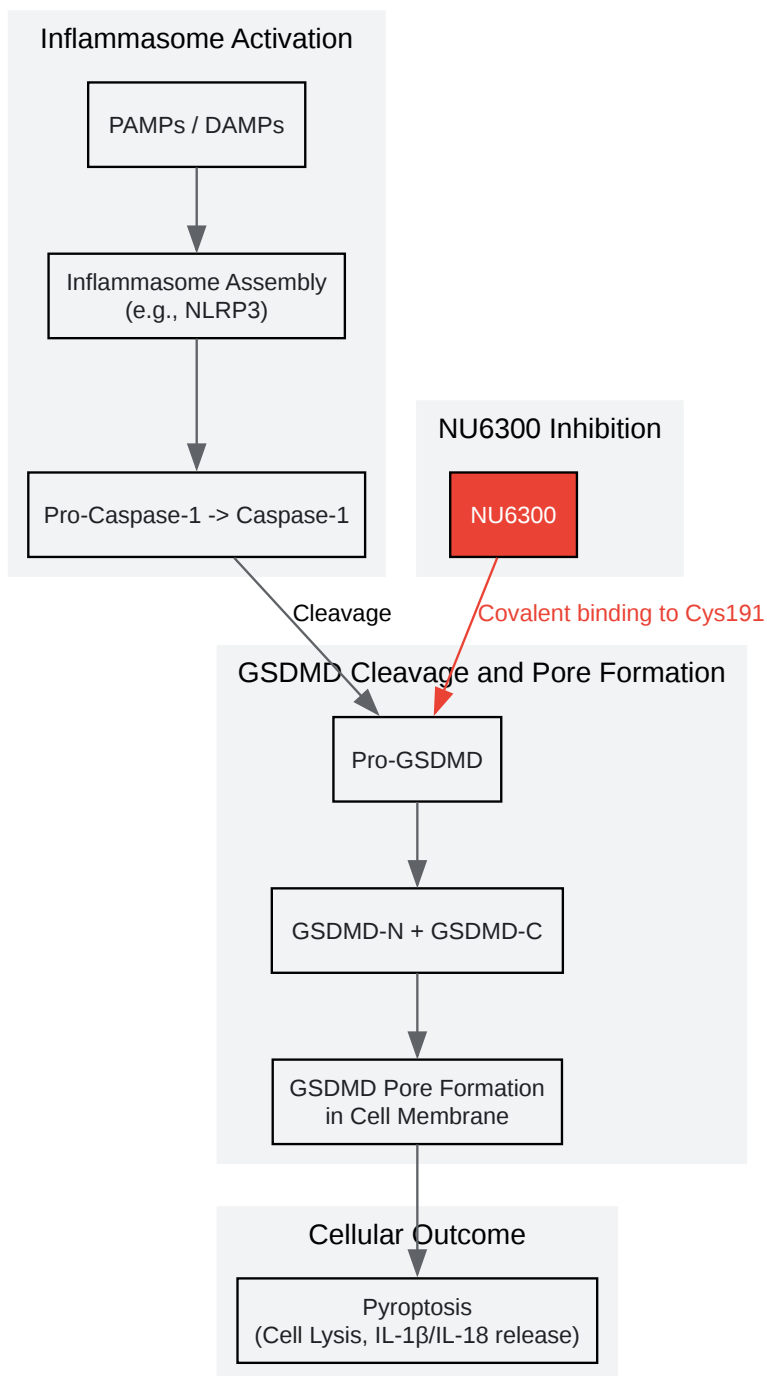 Inflammasome Activation
PAMPs / DAMPs
Inflammasome Assembly
(e.g., NLRP3)
Pro-Caspase-1 -> Caspase-1
NU6300 Inhibition
NU6300
Cleavage
Covalent binding to Cys191
GSDMD Cleavage and Pore Formation
Pro-GSDMD
GSDMD-N + GSDMD-C
GSDMD Pore Formation
in Cell Membrane
Cellular Outcome
Pyroptosis
(Cell Lysis, IL-1β/IL-18 release)